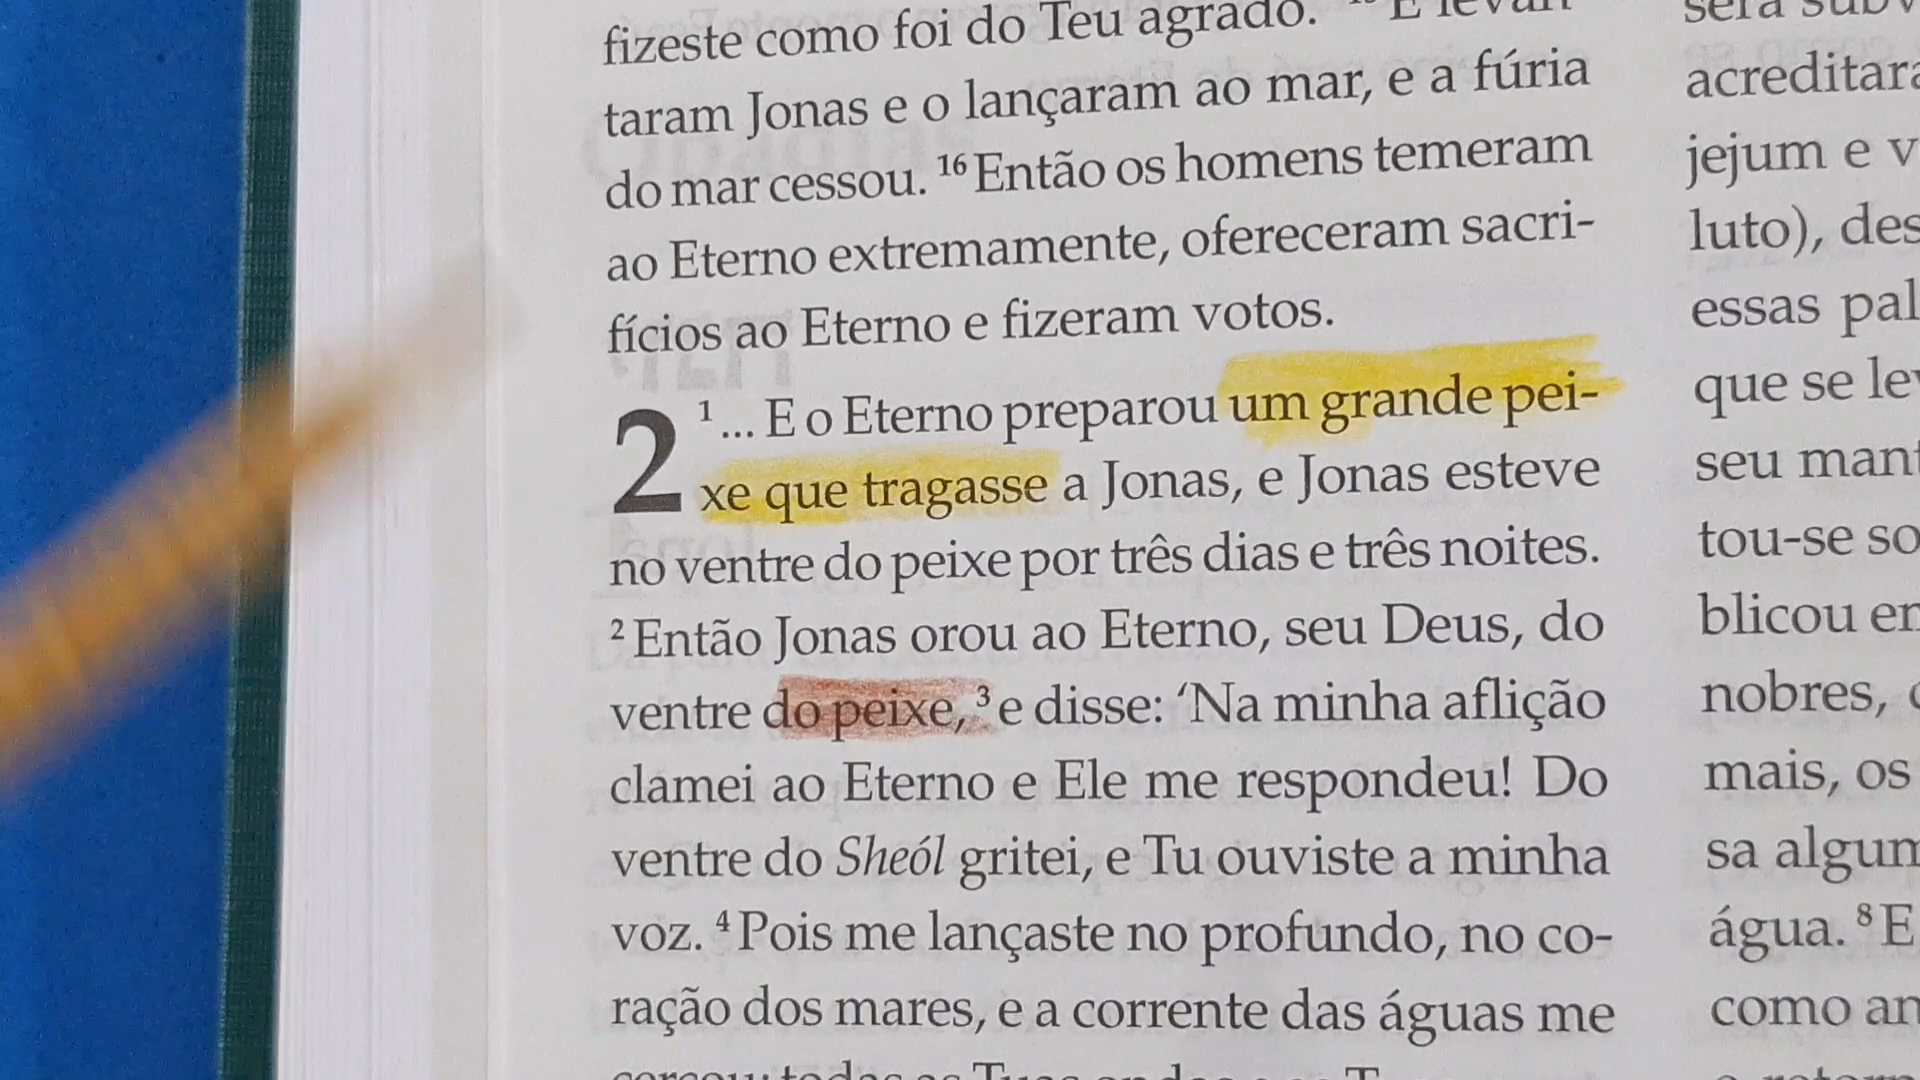 fizeste como foi do Teu agrado. 15 E levan
taram Jonas e o lançaram ao mar, e a fúria
do mar cessou. 16 Então os homens temeram
ao Eterno extremamente, ofereceram sacri-
fícios ao Eterno e fizeram votos.
2 1 ... E o Eterno preparou um grande pei-
xe que tragasse a Jonas, e Jonas esteve
no ventre do peixe por três dias e três noites.
2 Então Jonas orou ao Eterno, seu Deus, do
ventre do peixe, 3 e disse: ‘Na minha aflição
clamei ao Eterno e Ele me respondeu! Do
ventre do Sheól gritei, e Tu ouviste a minha
voz. 4 Pois me lançaste no profundo, no co-
ração dos mares, e a corrente das águas me
será
acreditara
jejum e v
luto), des
essas pal
que se le
seu mant
tou-se so
blicou em
nobres,
mais, os
sa algum
água. 8 E
como an